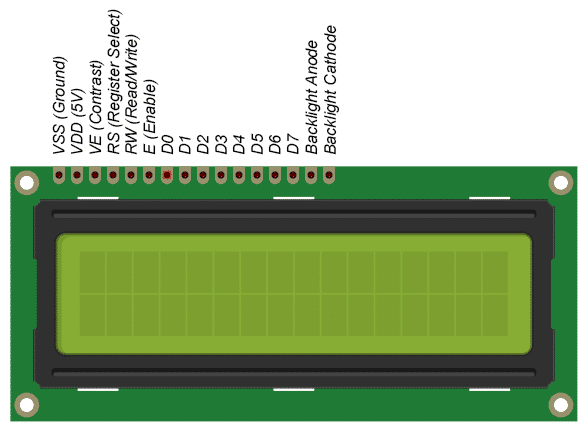 VSS (Ground)
VDD (5V)
VE (Contrast)
RS (Register Select)
RW (Read/Write)
E (Enable)
D0
D1
D2
D3
D4
D5
D6
D7
Backlight Anode
Backlight Cathode